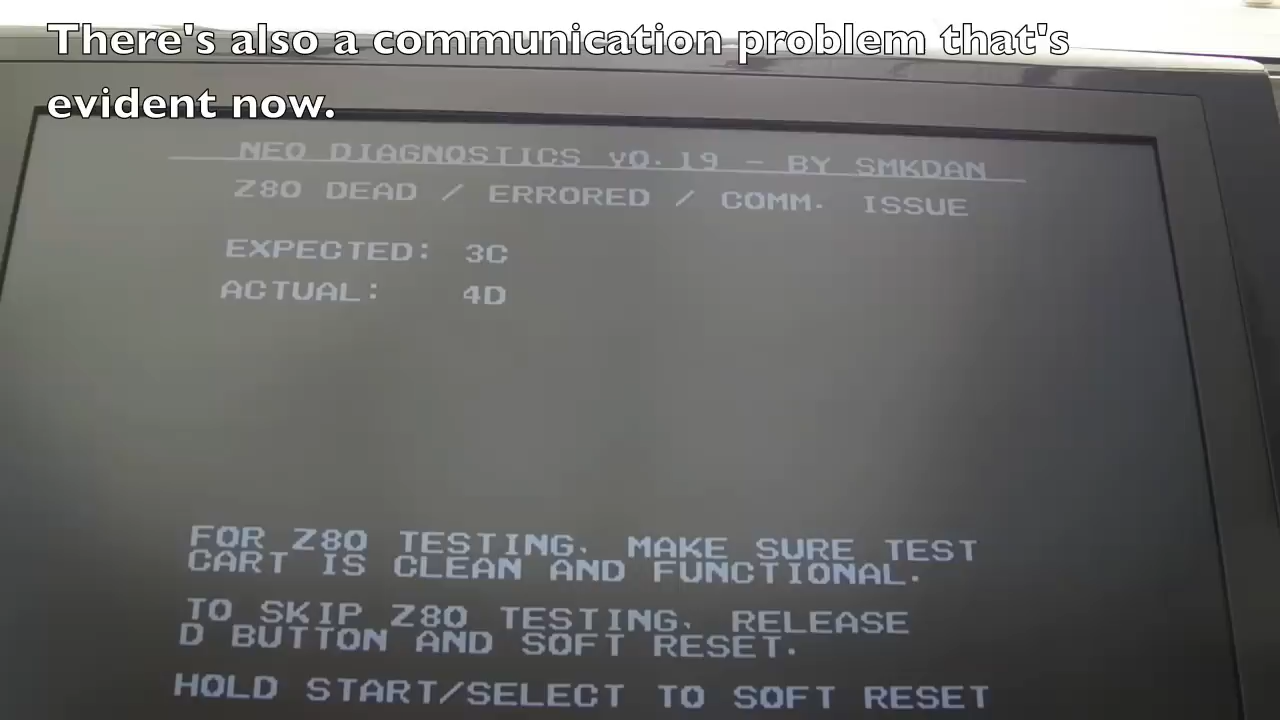 There's also a communication problem that's
evident now.
NEO DIAGNOSTICS v0.19 - BY SMKDAN
Z80 DEAD / ERRORED / COMM. ISSUE
EXPECTED: 3C
ACTUAL: 4D
FOR Z80 TESTING, MAKE SURE TEST
CART IS CLEAN AND FUNCTIONAL.
TO SKIP Z80 TESTING, RELEASE
D BUTTON AND SOFT RESET.
HOLD START/SELECT TO SOFT RESET